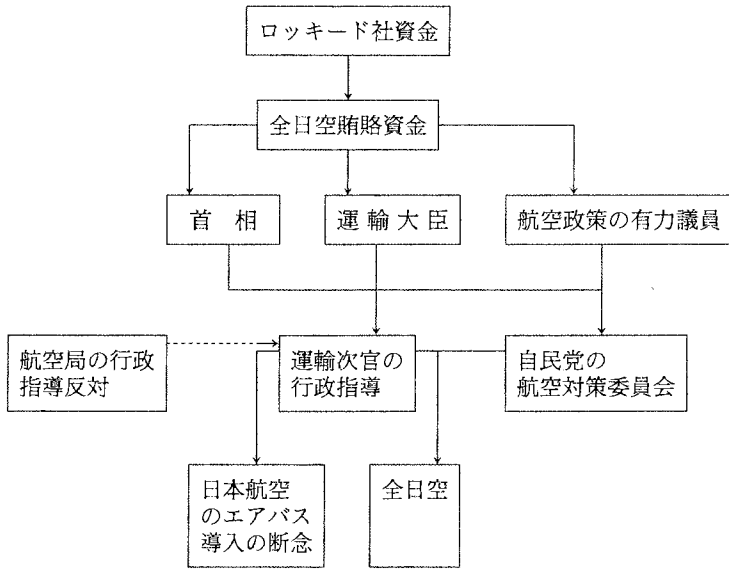 ロッキード社資金
全日空賄賂資金
首 相
運 輸 大 臣
航空政策の有力議員
航空局の行政
指導反対
運輸次官の
行政指導
自民党の
航空対策委員会
日本航空
のエアバス
導入の断念
全日空